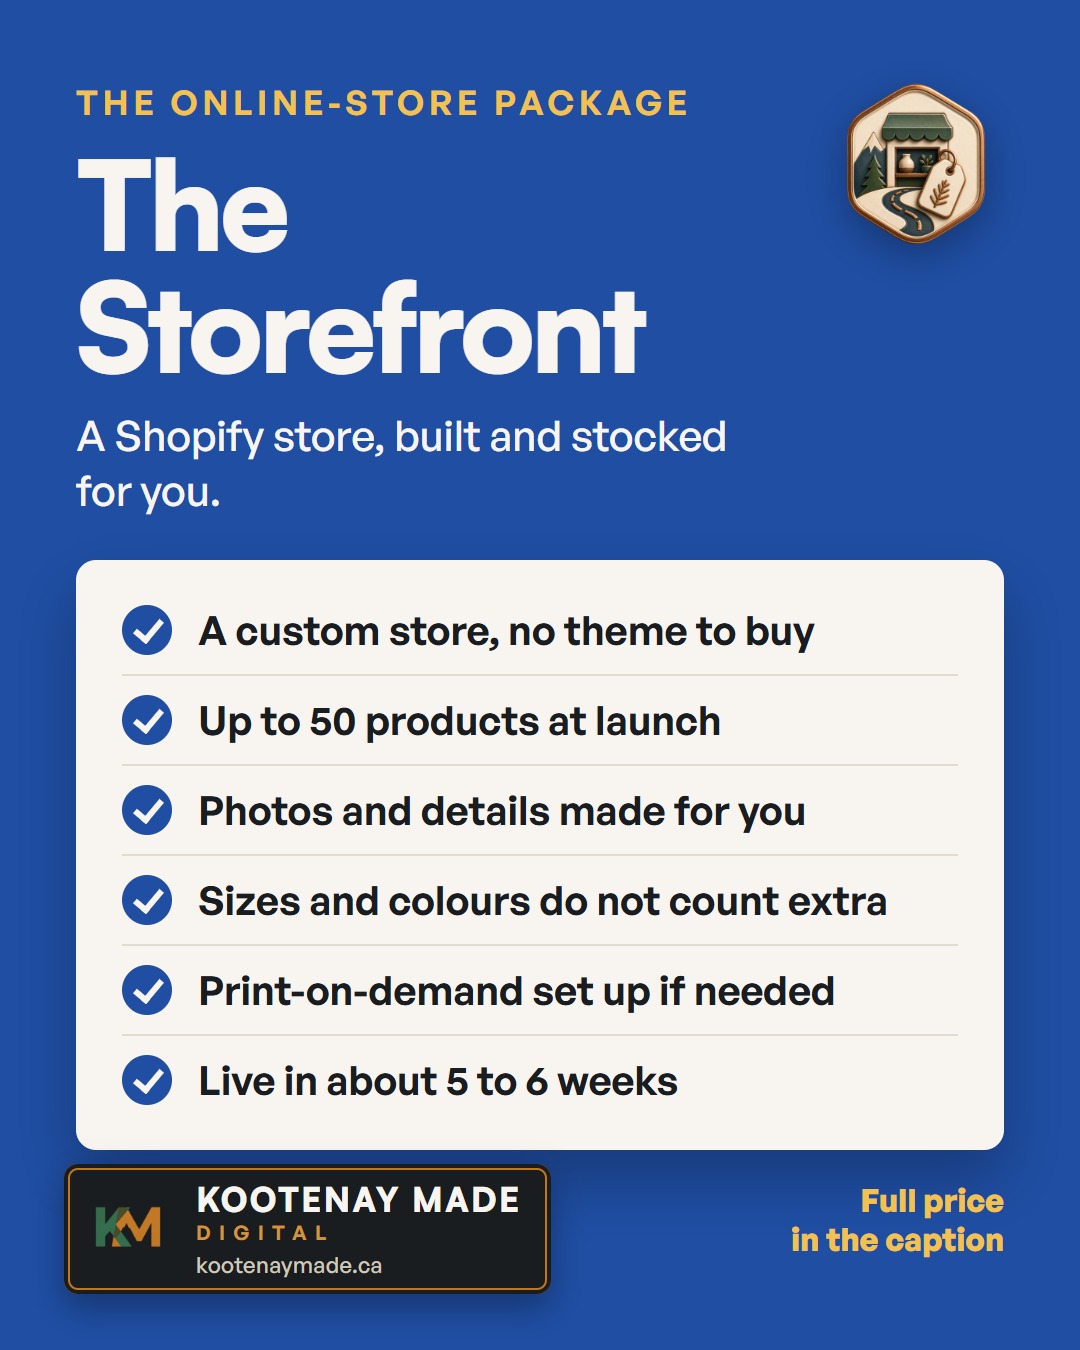 THE ONLINE-STORE PACKAGE
The
Storefront
A Shopify store, built and stocked
for you.
A custom store, no theme to buy
Up to 50 products at launch
Photos and details made for you
Sizes and colours do not count extra
Print-on-demand set up if needed
Live in about 5 to 6 weeks
KM
KOOTENAY MADE
DIGITAL
kootenaymade.ca
Full price
in the caption